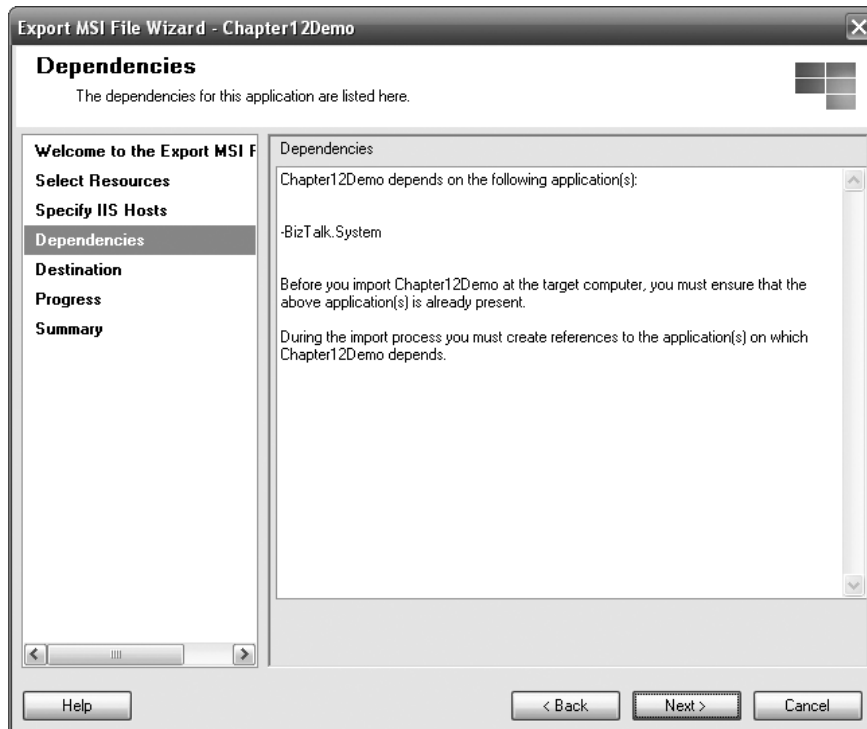 Export MSI File Wizard - Chapter12Demo
Dependencies
The dependencies for this application are listed here.
Welcome to the Export MSI F
Select Resources
Specify IIS Hosts
Dependencies
Destination
Progress
Summary
Dependencies
Chapter12Demo depends on the following application(s):
-BizTalk.System
Before you import Chapter12Demo at the target computer, you must ensure that the
above application(s) is already present.
During the import process you must create references to the application(s) on which
Chapter12Demo depends.
Help
< Back
Next >
Cancel